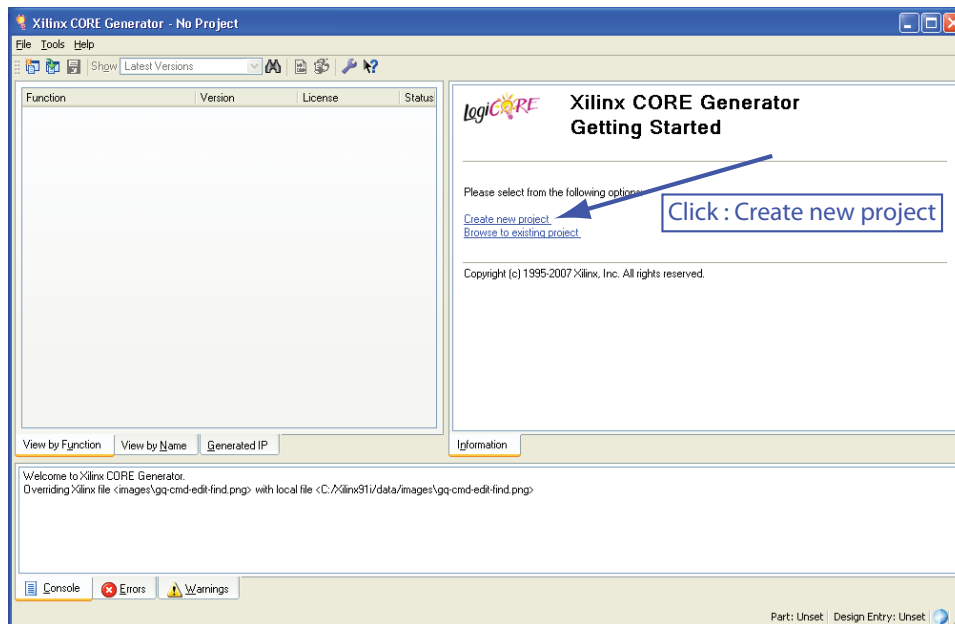 Xilinx CORE Generator - No Project
File Tools Help
Show Latest Versions
Function Version License Status
LogiCORE
Xilinx CORE Generator
Getting Started
Please select from the following options:
Create new project
Browse to existing project
Click : Create new project
Copyright (c) 1995-2007 Xilinx, Inc. All rights reserved.
View by Function View by Name Generated IP
Information
Welcome to Xilinx CORE Generator.
Overriding Xilinx file <images\gq-cmd-edit-find.png> with local file <C:/Xilinx91i/data/images\gq-cmd-edit-find.png>
Console Errors Warnings
Part: Unset Design Entry: Unset